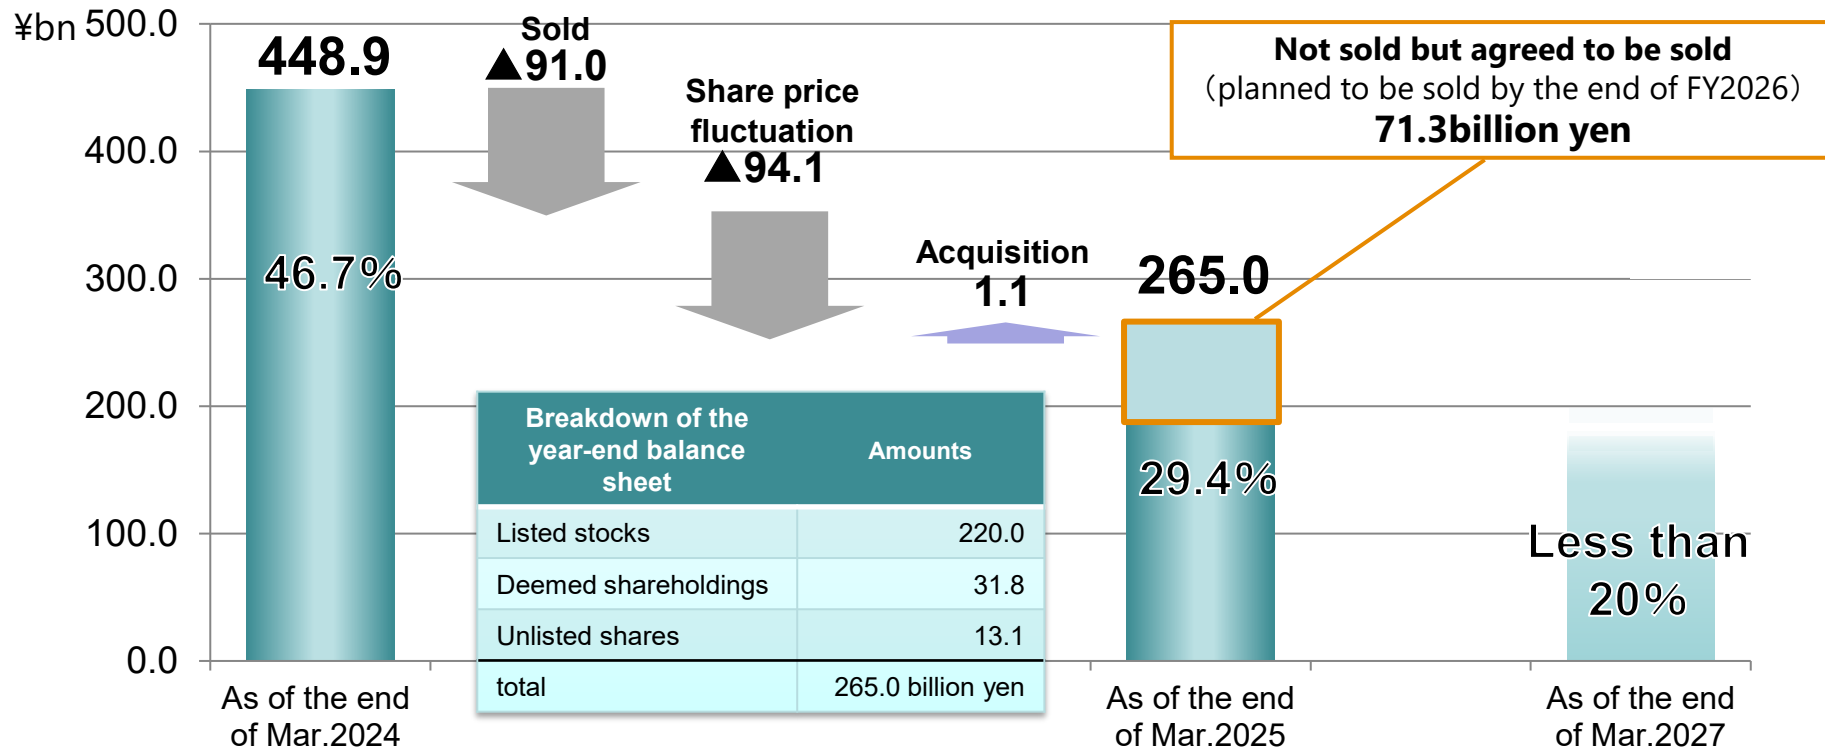 ¥bn
500.0
400.0
300.0
200.0
100.0
0.0
448.9
46.7%
Sold
▲91.0
Share price
fluctuation
▲94.1
Acquisition
1.1
265.0
29.4%
Not sold but agreed to be sold
（planned to be sold by the end of FY2026）
71.3billion yen
Less than
20%
Breakdown of the
year-end balance
sheet
Amounts
Listed stocks 220.0
Deemed shareholdings 31.8
Unlisted shares 13.1
total 265.0 billion yen
As of the end
of Mar.2024
As of the end
of Mar.2025
As of the end
of Mar.2027